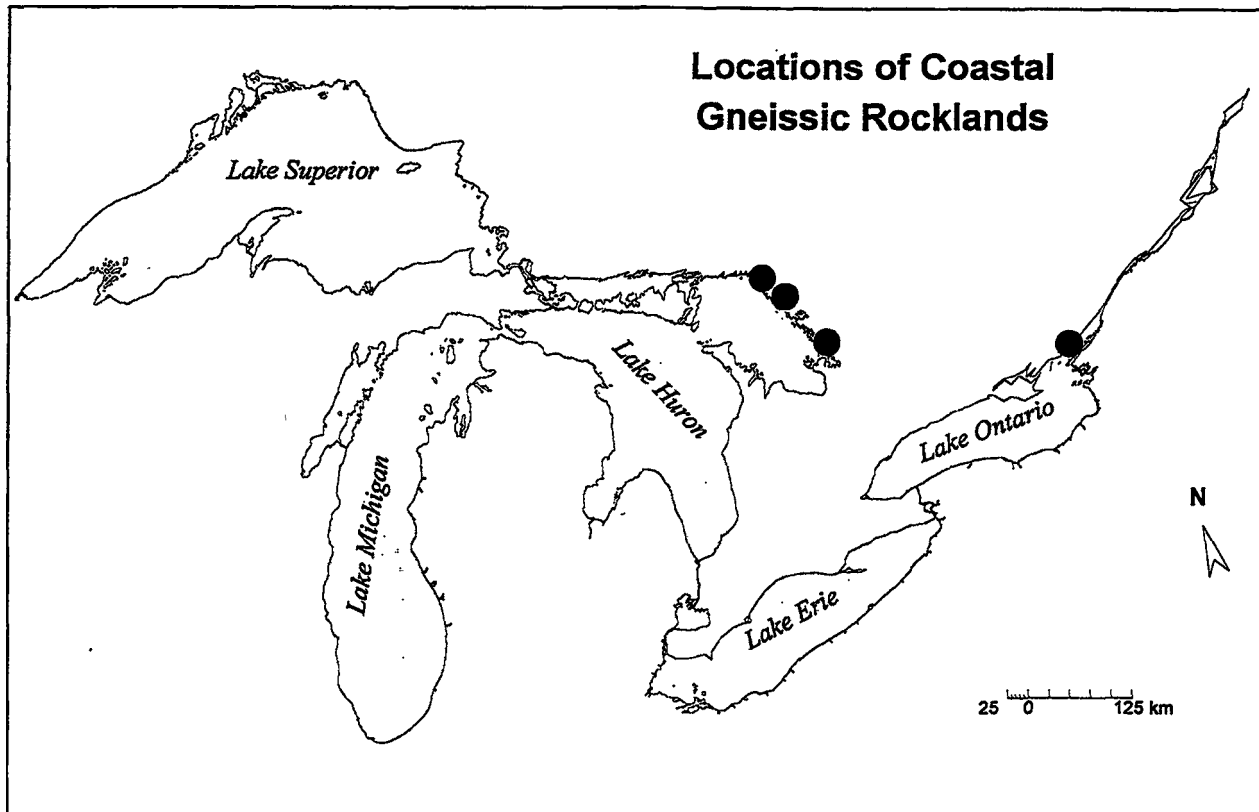 Locations of Coastal
Gneissic Rocklands
Lake Superior
Lake Huron
Lake Ontario
Lake Michigan
N
Lake Erie
25 0 125 km